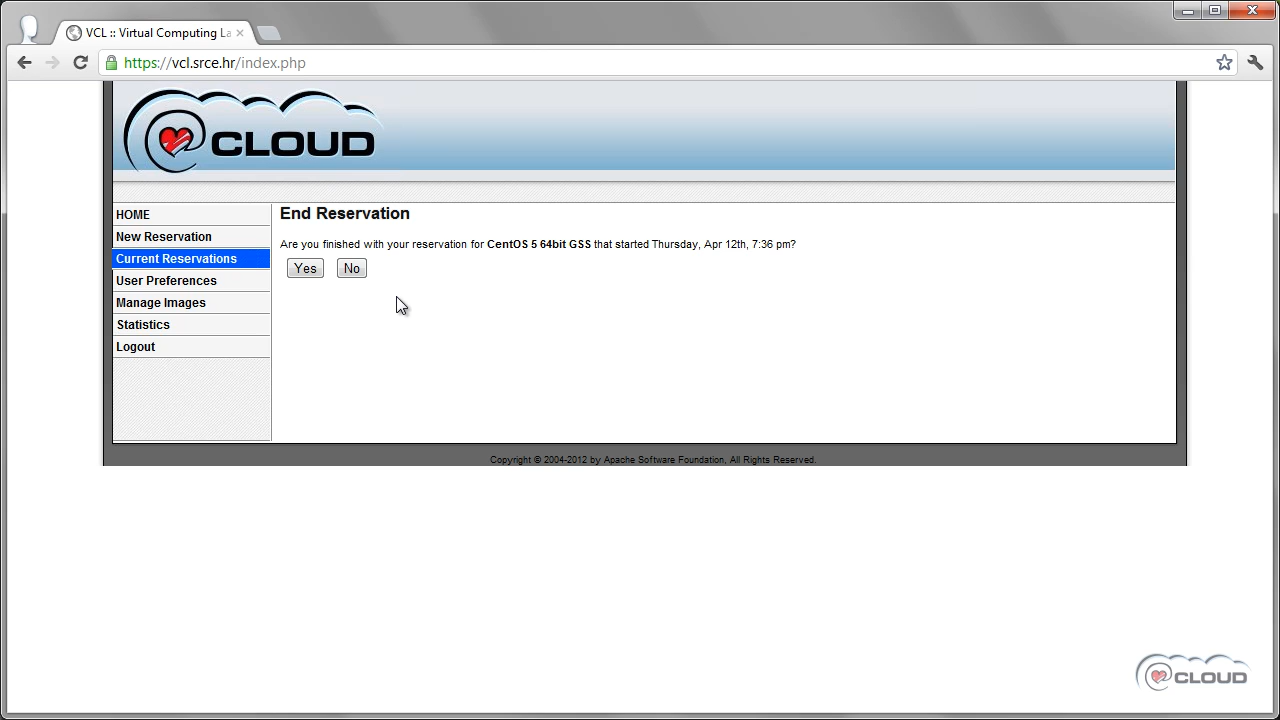 VCL :: Virtual Computing La
https://vcl.srce.hr/index.php
@CLOUD
HOME
New Reservation
Current Reservations
User Preferences
Manage Images
Statistics
Logout
End Reservation
Are you finished with your reservation for CentOS 5 64bit GSS that started Thursday, Apr 12th, 7:36 pm?
Yes No
Copyright © 2004-2012 by Apache Software Foundation, All Rights Reserved.
@CLOUD